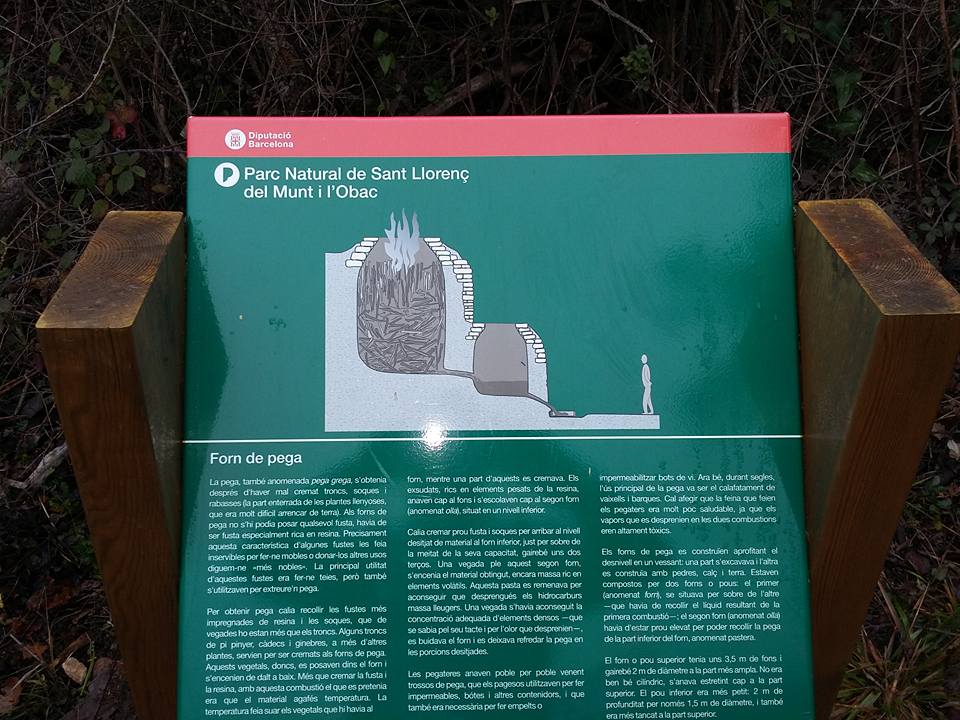 Diputació
Barcelona
Parc Natural de Sant Llorenç
del Munt i l'Obac
Forn de pega
La pega, també anomenada pega grega, s'obtenia
després d'haver mal cremat troncs, soques i
rabasses (la part enterrada de les plantes llenyoses,
que era molt difícil arrencar de terra). Als forns de
pega no s'hi podia posar qualsevol fusta, havia de
ser fusta especialment rica en resina. Precisament
aquesta característica d'algunes fustes les feia
inservibles per fer-ne mobles o donar-los altres usos
diguem-ne «més nobles». La principal utilitat
d'aquestes fustes era fer-ne teies, però també
s'utilitzaven per extreure'n pega.
Per obtenir pega calia recollir les fustes més
impregnades de resina i les soques, que de
vegades ho estan més que els troncs. Alguns troncs
de pi pinyer, càdecs i ginebres, a més d'altres
plantes, servien per ser cremats als forns de pega.
Aquests vegetals, doncs, es posaven dins el forn i
s'encenien de dalt a baix. Més que cremar la fusta i
la resina, amb aquesta combustió el que es pretenia
era que el material agafés temperatura. La
temperatura feia suar els vegetals que hi havia al
forn, mentre una part d'aquests es cremava. Els
exsudats, rics en elements pesats de la resina,
anaven cap al fons i s'escolaven cap al segon forn
(anomenat olla), situat en un nivell inferior.
Calia cremar prou fusta i soques per arribar al nivell
desitjat de material al forn inferior, just per sobre de
la meitat de la seva capacitat, gairebé uns dos
terços. Una vegada ple aquest segon forn,
s'encenia el material obtingut, encara massa ric en
elements volàtils. Aquesta pasta es remenava per
aconseguir que desprengués els hidrocarburs
massa lleugers. Una vegada s'havia aconseguit la
concentració adequada d'elements densos —que
se sabia pel seu tacte i per l'olor que desprenien—,
es buidava el forn i es deixava refredar la pega en
les porcions desitjades.
Les pegateres anaven poble per poble venent
trossos de pega, que els pagesos utilitzaven per fer
impermeables, bótes i altres contenidors, i que
també era necessària per fer empelts o
impermeabilitzar bots de vi. Ara bé, durant segles,
l'ús principal de la pega va ser el calafatament de
vaixells i barques. Cal afegir que la feina que feien
els pegaters era molt poc saludable, ja que els
vapors que es desprenien en les dues combustions
eren altament tòxics.
Els forns de pega es construïen aprofitant el
desnivell en un vessant: una part s'excavava i l'altra
es construïa amb pedres, calç i terra. Estaven
compostos per dos forns o pous: el primer
(anomenat forn), se situava per sobre de l'altre
—que havia de recollir el líquid resultant de la
primera combustió—; el segon forn (anomenat olla)
havia d'estar prou elevat per poder recollir la pega
de la part inferior del forn, anomenat pastera.
El forn o pou superior tenia uns 3,5 m de fons i
gairebé 2 m de diàmetre a la part més ampla. No era
ben bé cilíndric, s'anava estretint cap a la part
superior. El pou inferior era més petit: 2 m de
profunditat per només 1,5 m de diàmetre, i també
era més tancat a la part superior.